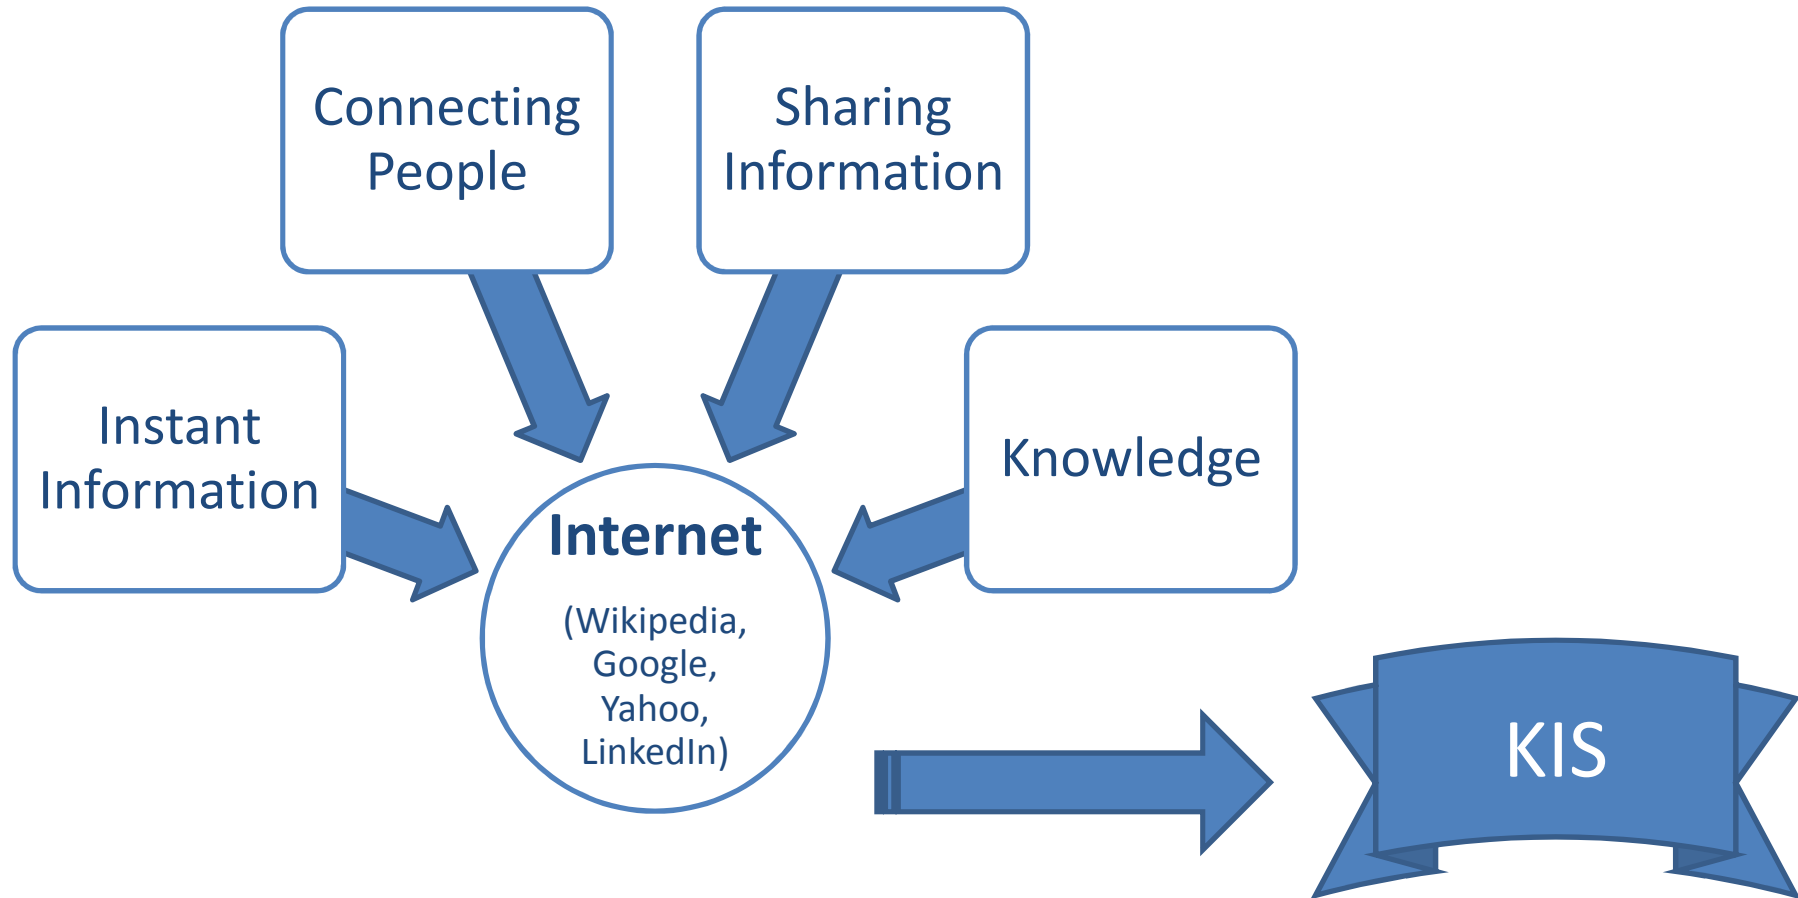 Connecting
People
Sharing
Information
Instant
Information
Knowledge
Internet
(Wikipedia,
Google,
Yahoo,
LinkedIn)
KIS